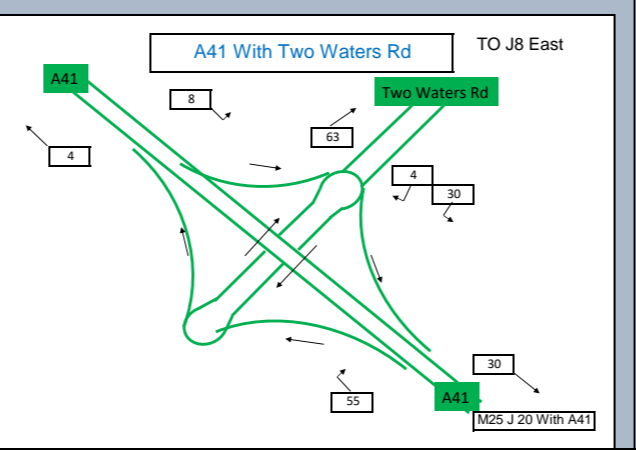 A41 With Two Waters Rd
TO J8 East
A41
Two Waters Rd
8
63
4
4
30
30
55
A41
M25 J 20 With A41